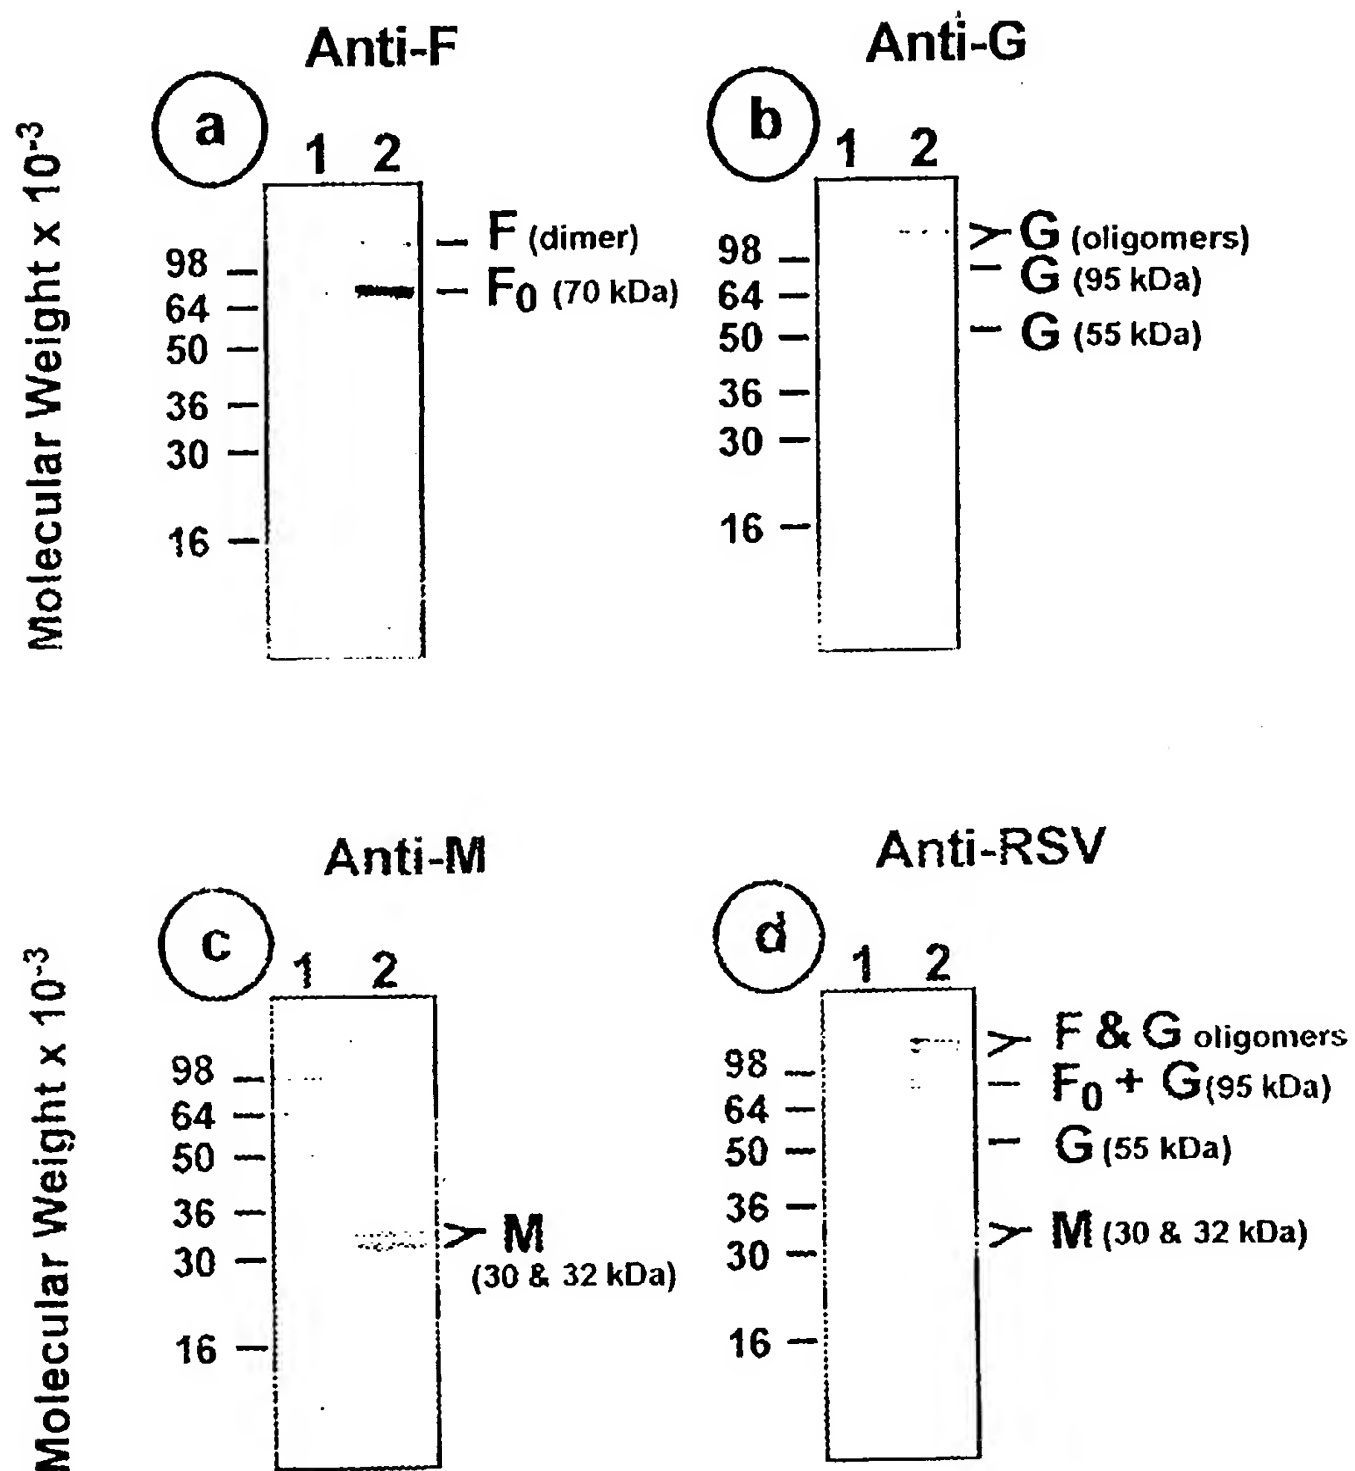 Anti-F
Anti-G
a
b
1 2
1 2
Molecular Weight x 10-3
F (dimer)
F0 (70 kDa)
98
64
50
36
30
16
G (oligomers)
G (95 kDa)
G (55 kDa)
98
64
50
36
30
16
Anti-M
Anti-RSV
c
d
1 2
1 2
Molecular Weight x 10-3
98
64
50
36
30
16
M
(30 & 32 kDa)
98
64
50
36
30
16
F & G oligomers
F0 + G(95 kDa)
G (55 kDa)
M (30 & 32 kDa)